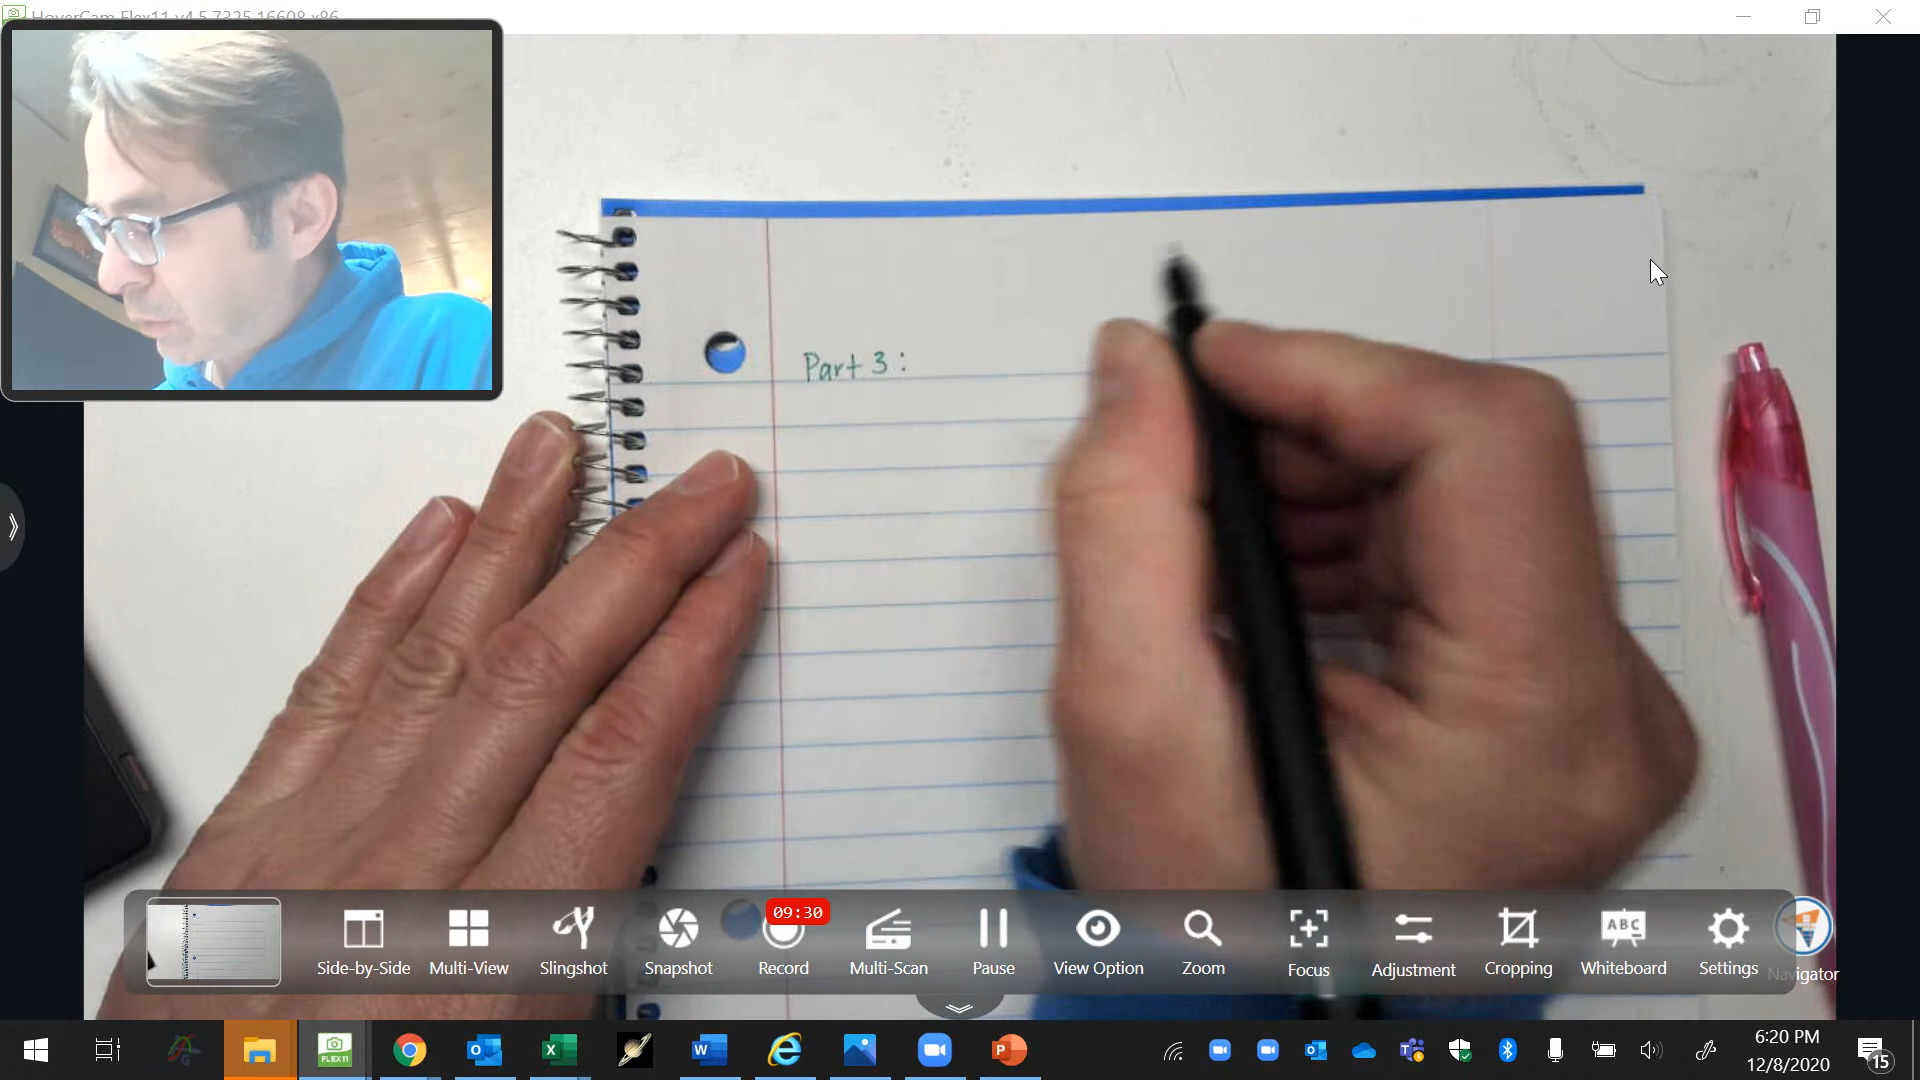 HoverCam Flex11 v4.5.7325.16608 x86
Part 3:
09:30
Side-by-Side
Multi-View
Slingshot
Snapshot
Record
Multi-Scan
Pause
View Option
Zoom
Focus
Adjustment
Cropping
ABC
Whiteboard
Settings
Navigator
FLEX11
6:20 PM
12/8/2020
15